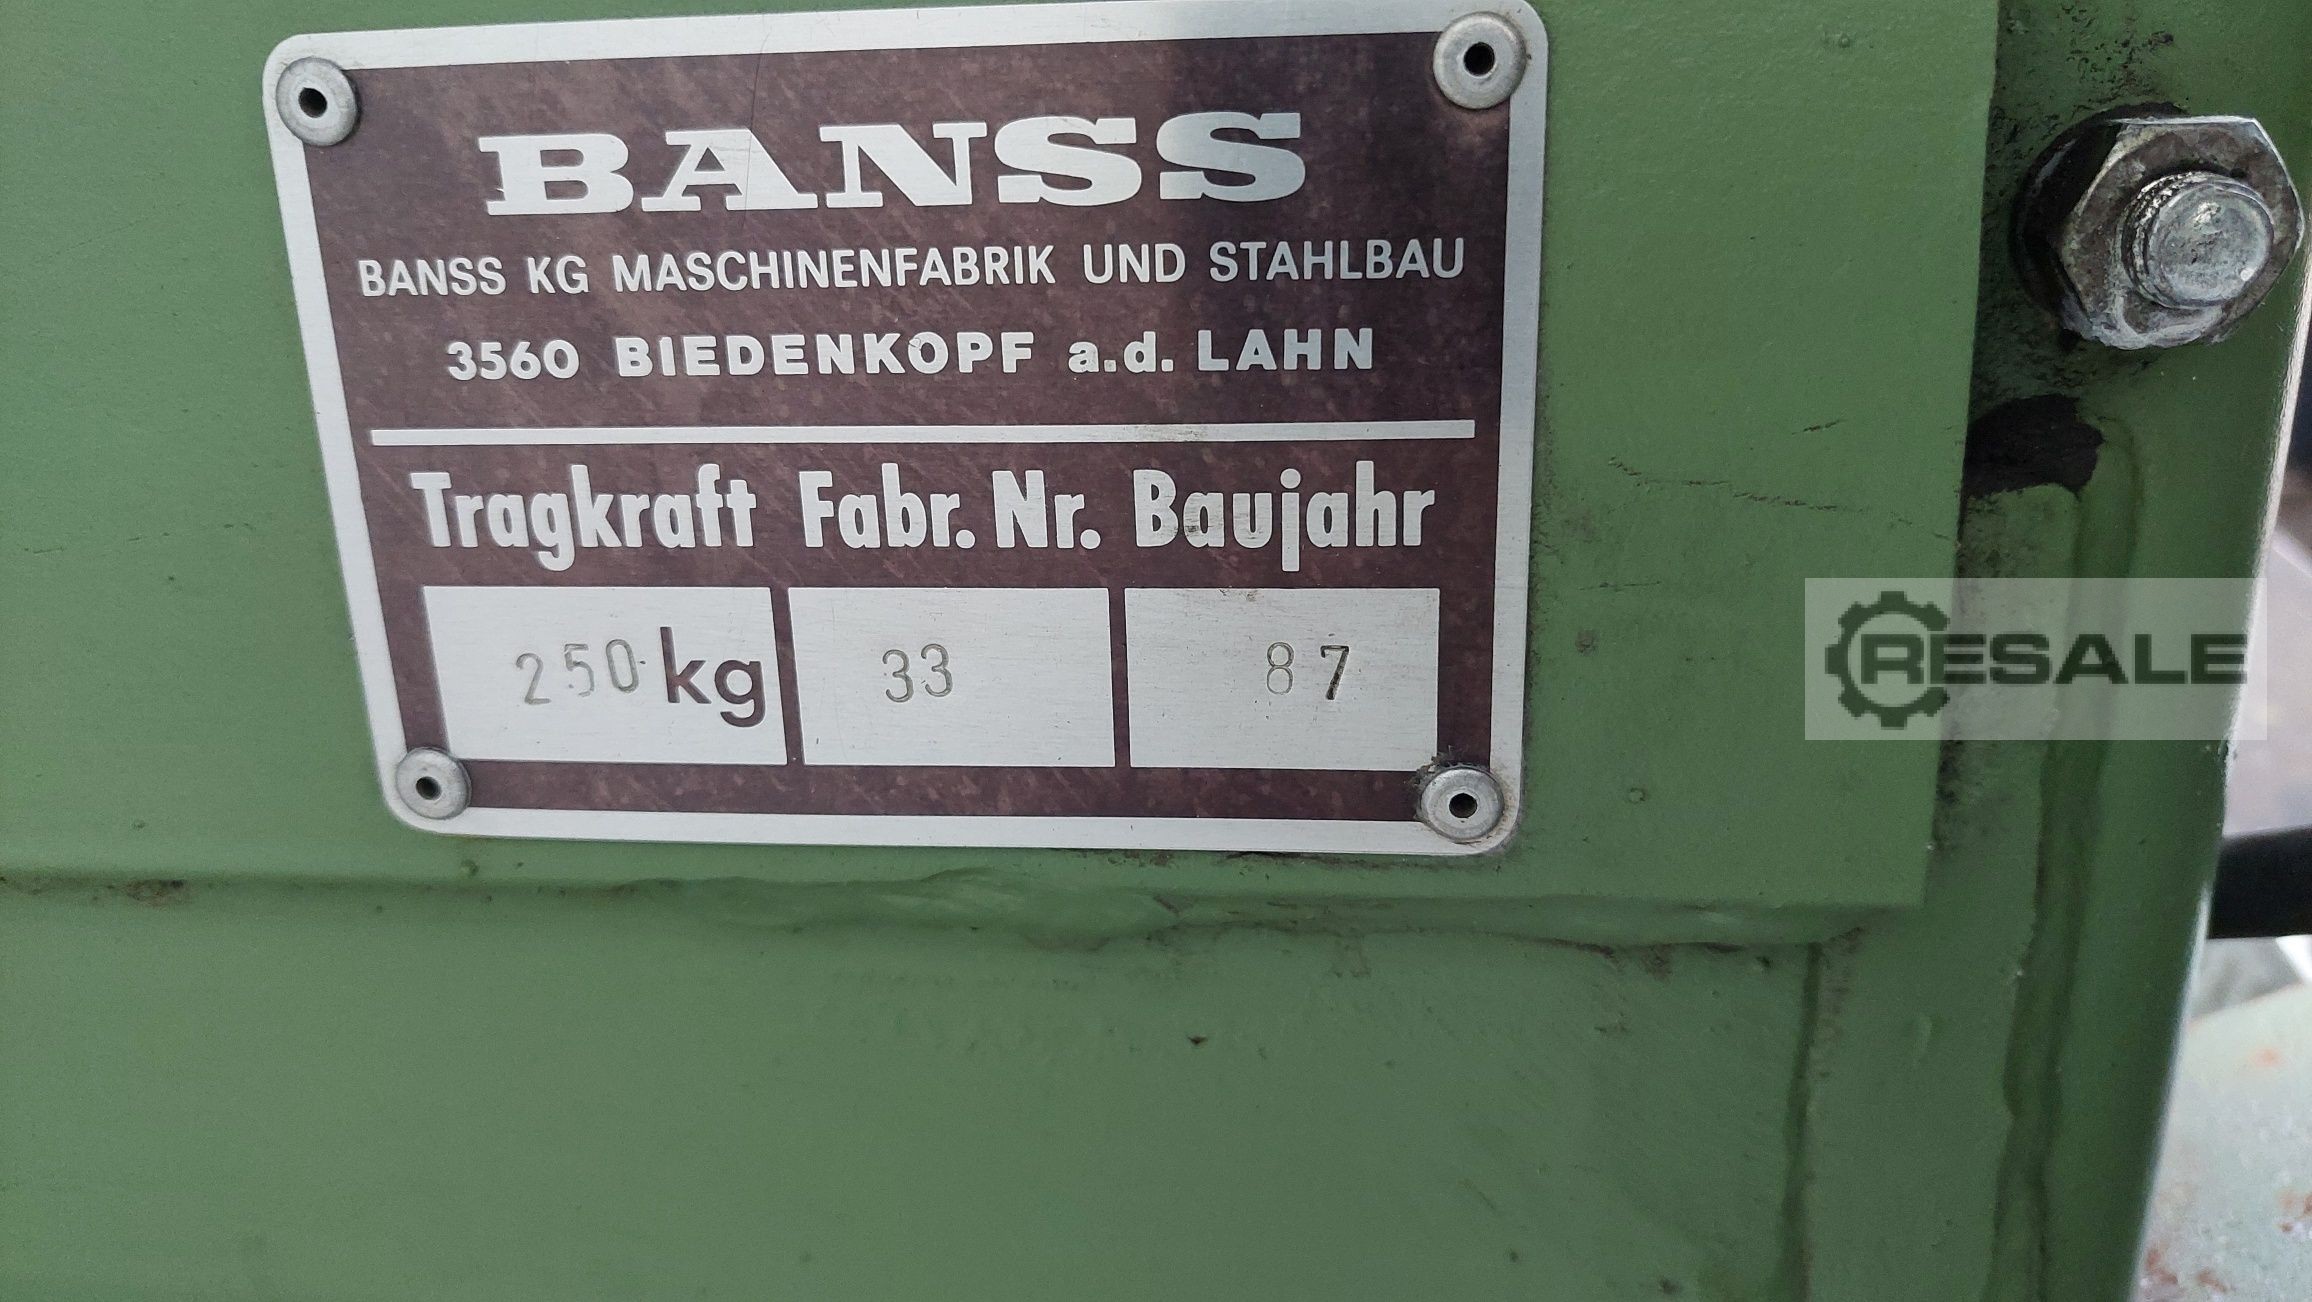 BANSS
BANSS KG MASCHINENFABRIK UND STAHLBAU
3560 BIEDENKOPF a.d. LAHN
Tragkraft Fabr. Nr. Baujahr
250 kg 33 87
RESALE